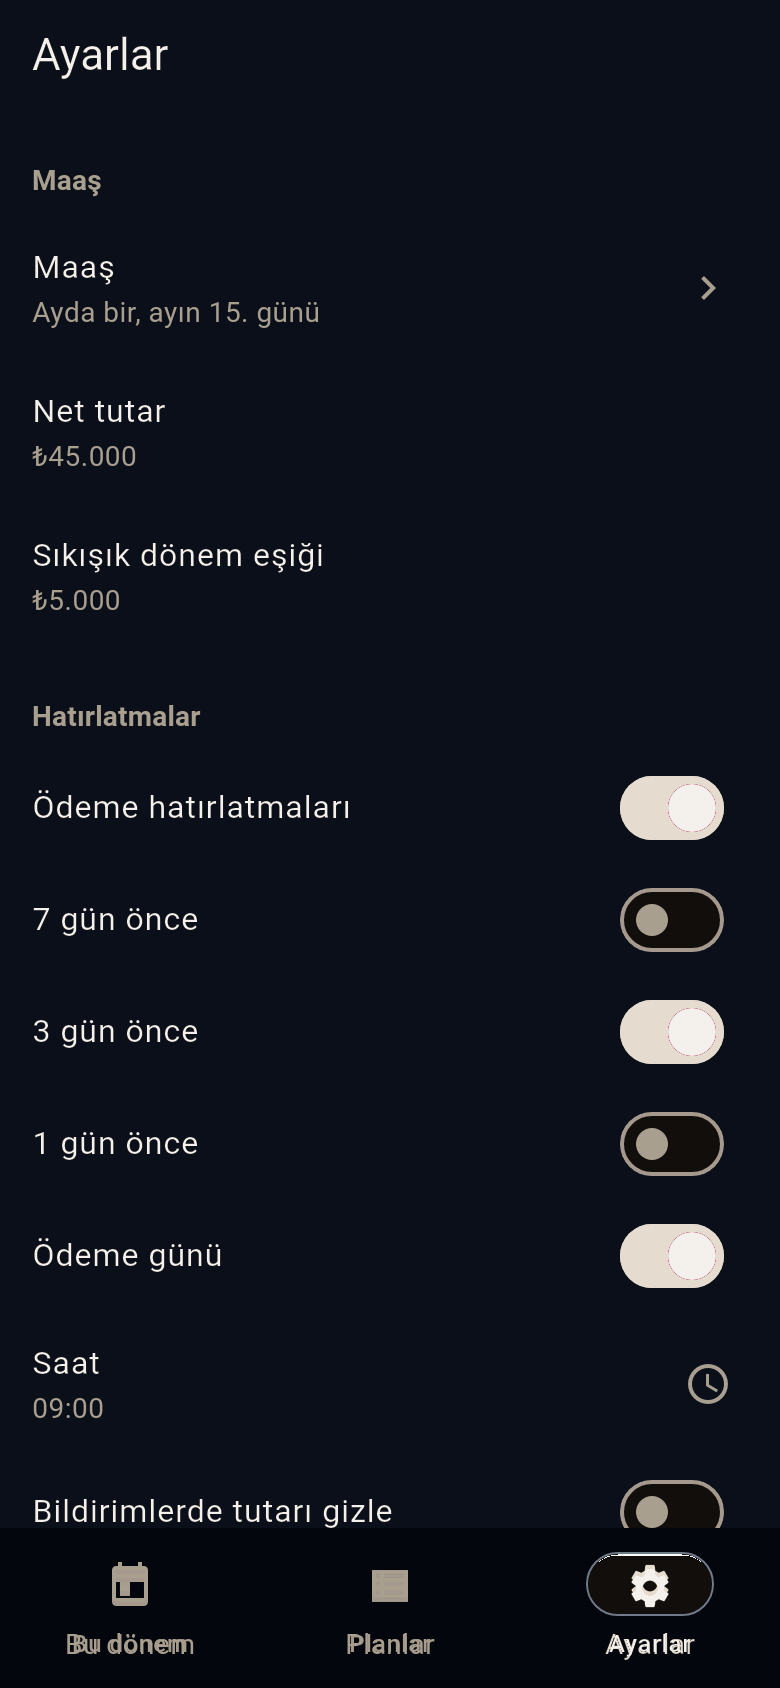 Ayarlar
Maaş
Maaş
Ayda bir, ayın 15. günü
Net tutar
₺45.000
Sıkışık dönem eşiği
₺5.000
Hatırlatmalar
Ödeme hatırlatmaları
7 gün önce
3 gün önce
1 gün önce
Ödeme günü
Saat
09:00
Bildirimlerde tutarı gizle
Bu dönem
Planlar
Ayarlar